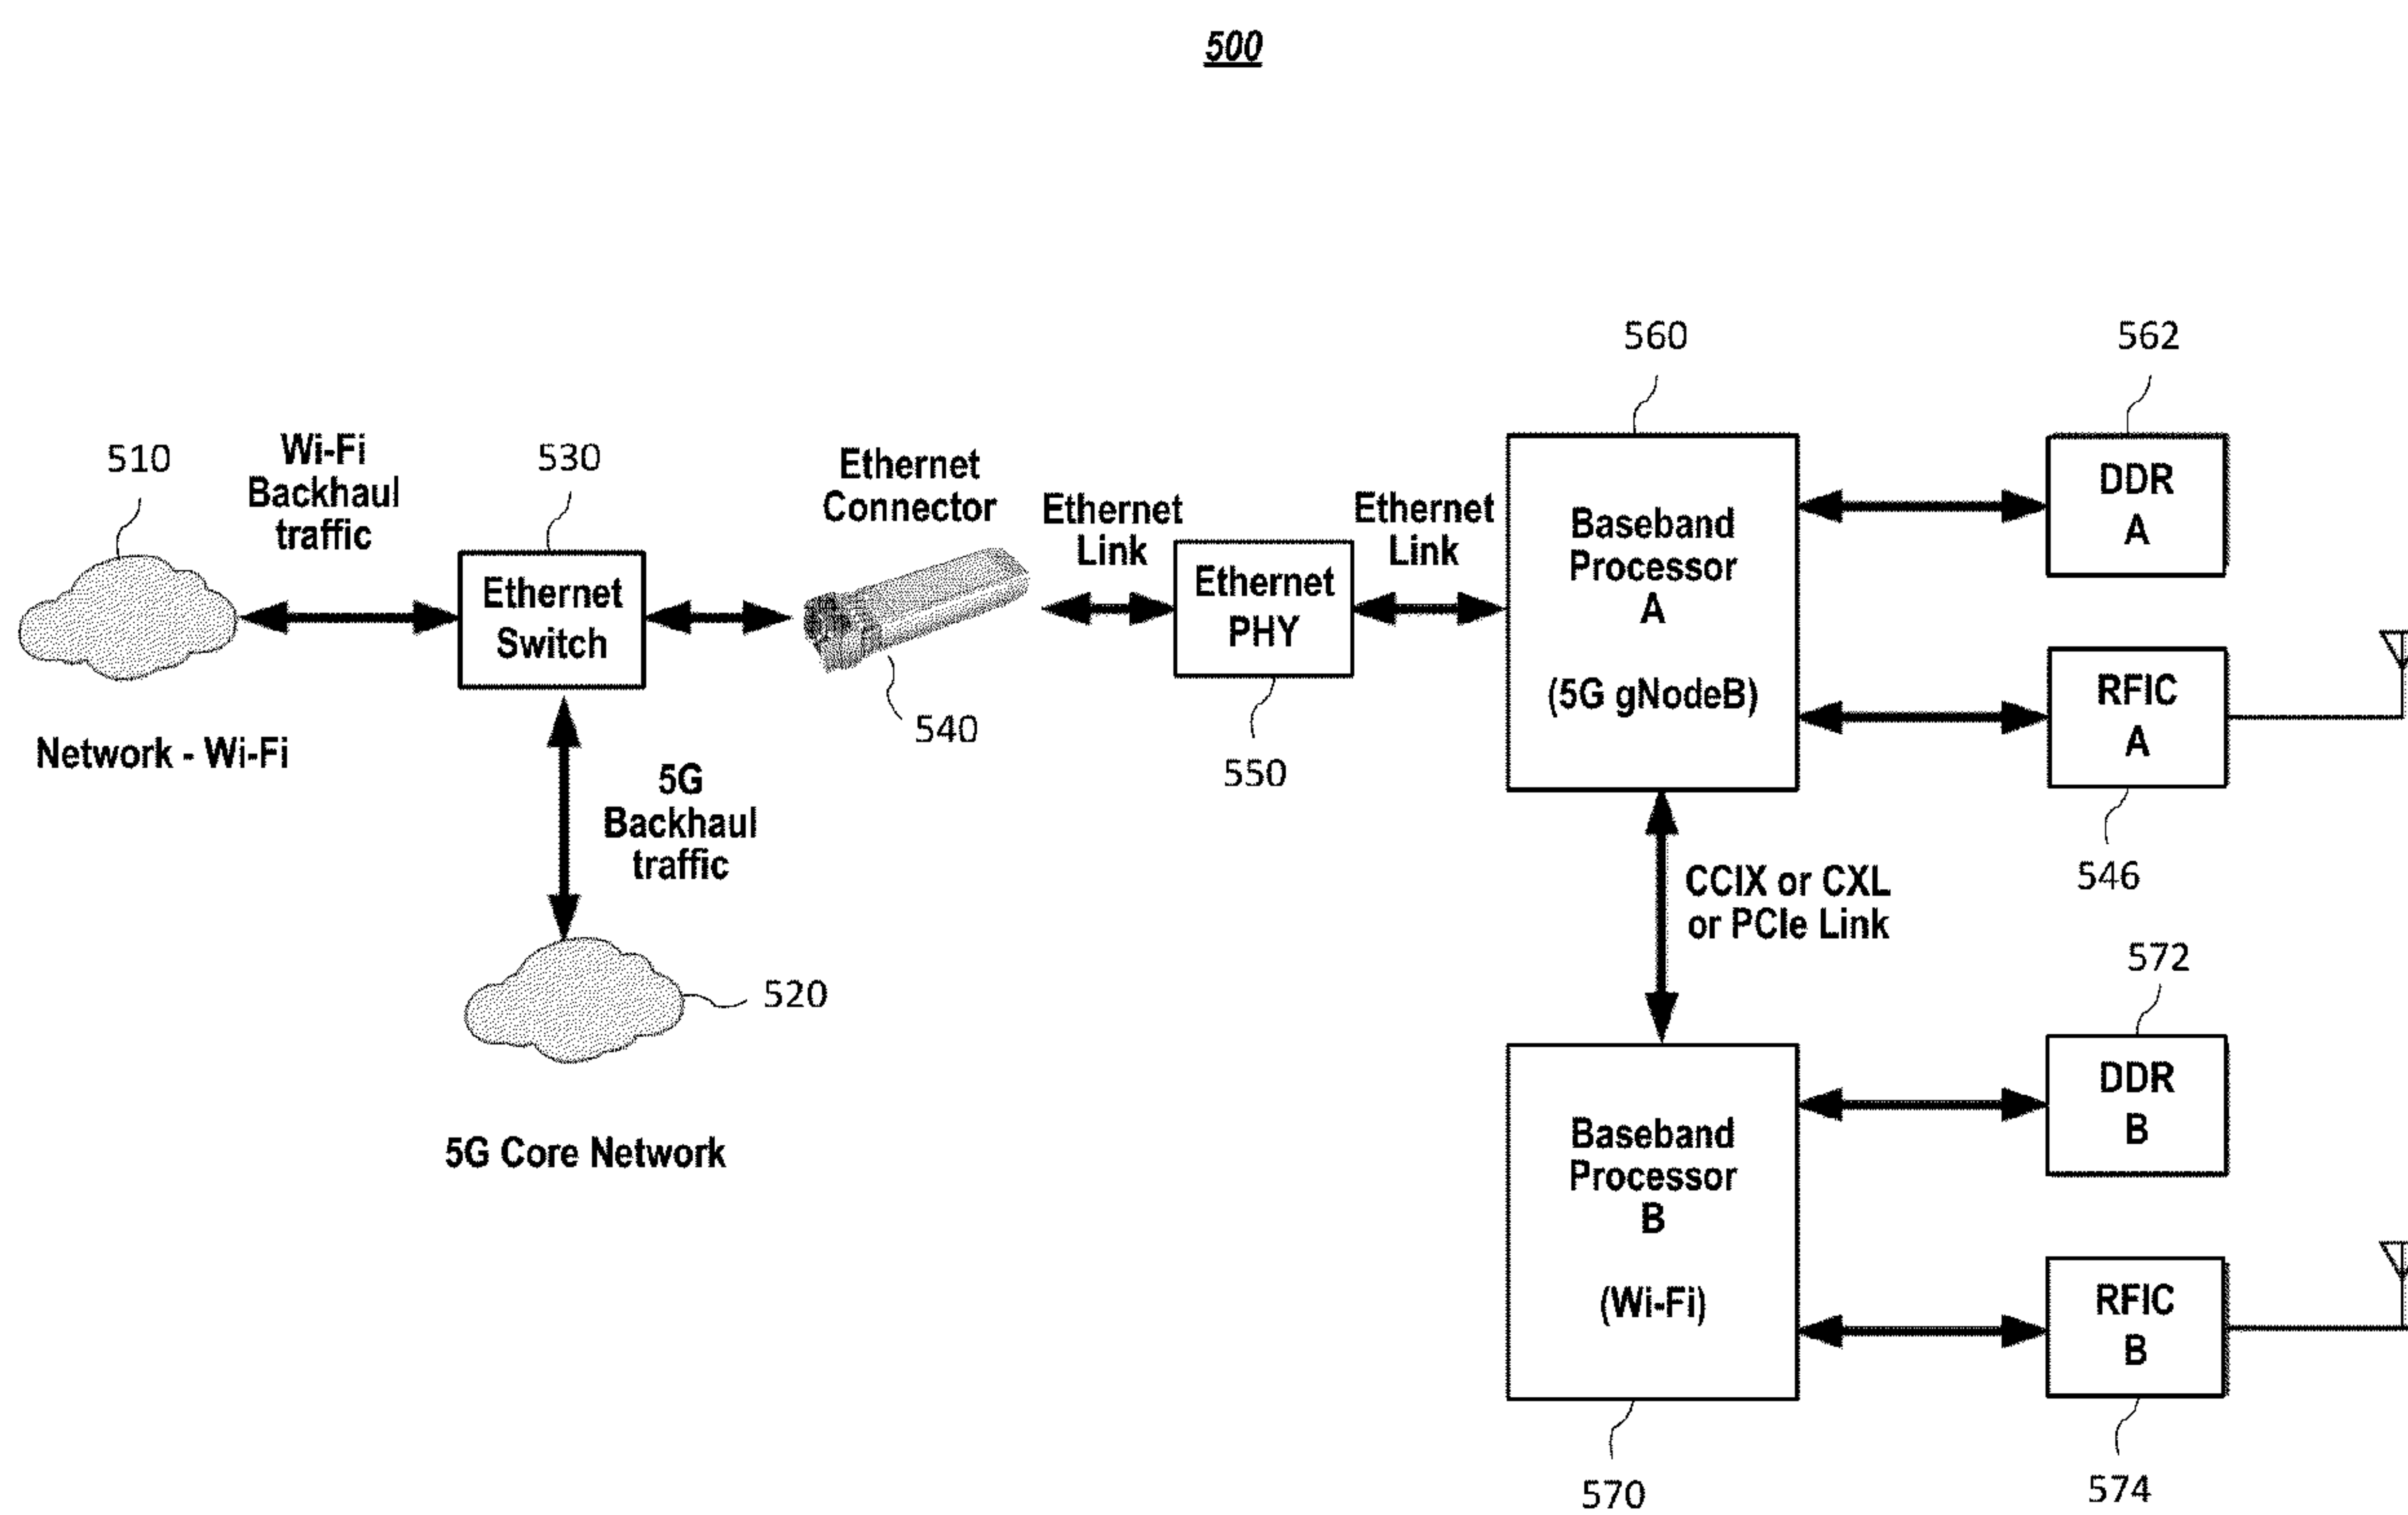 500
560
562
510
Wi-Fi
Backhaul
traffic
530
Ethernet
Connector
Ethernet
Link
Ethernet
Link
Ethernet
Switch
Ethernet
PHY
Baseband
Processor
A
(5G gNodeB)
DDR
A
RFIC
A
Network - Wi-Fi
540
550
546
5G
Backhaul
traffic
CCIX or CXL
or PCIe Link
520
5G Core Network
572
Baseband
Processor
B
(Wi-Fi)
DDR
B
RFIC
B
570
574